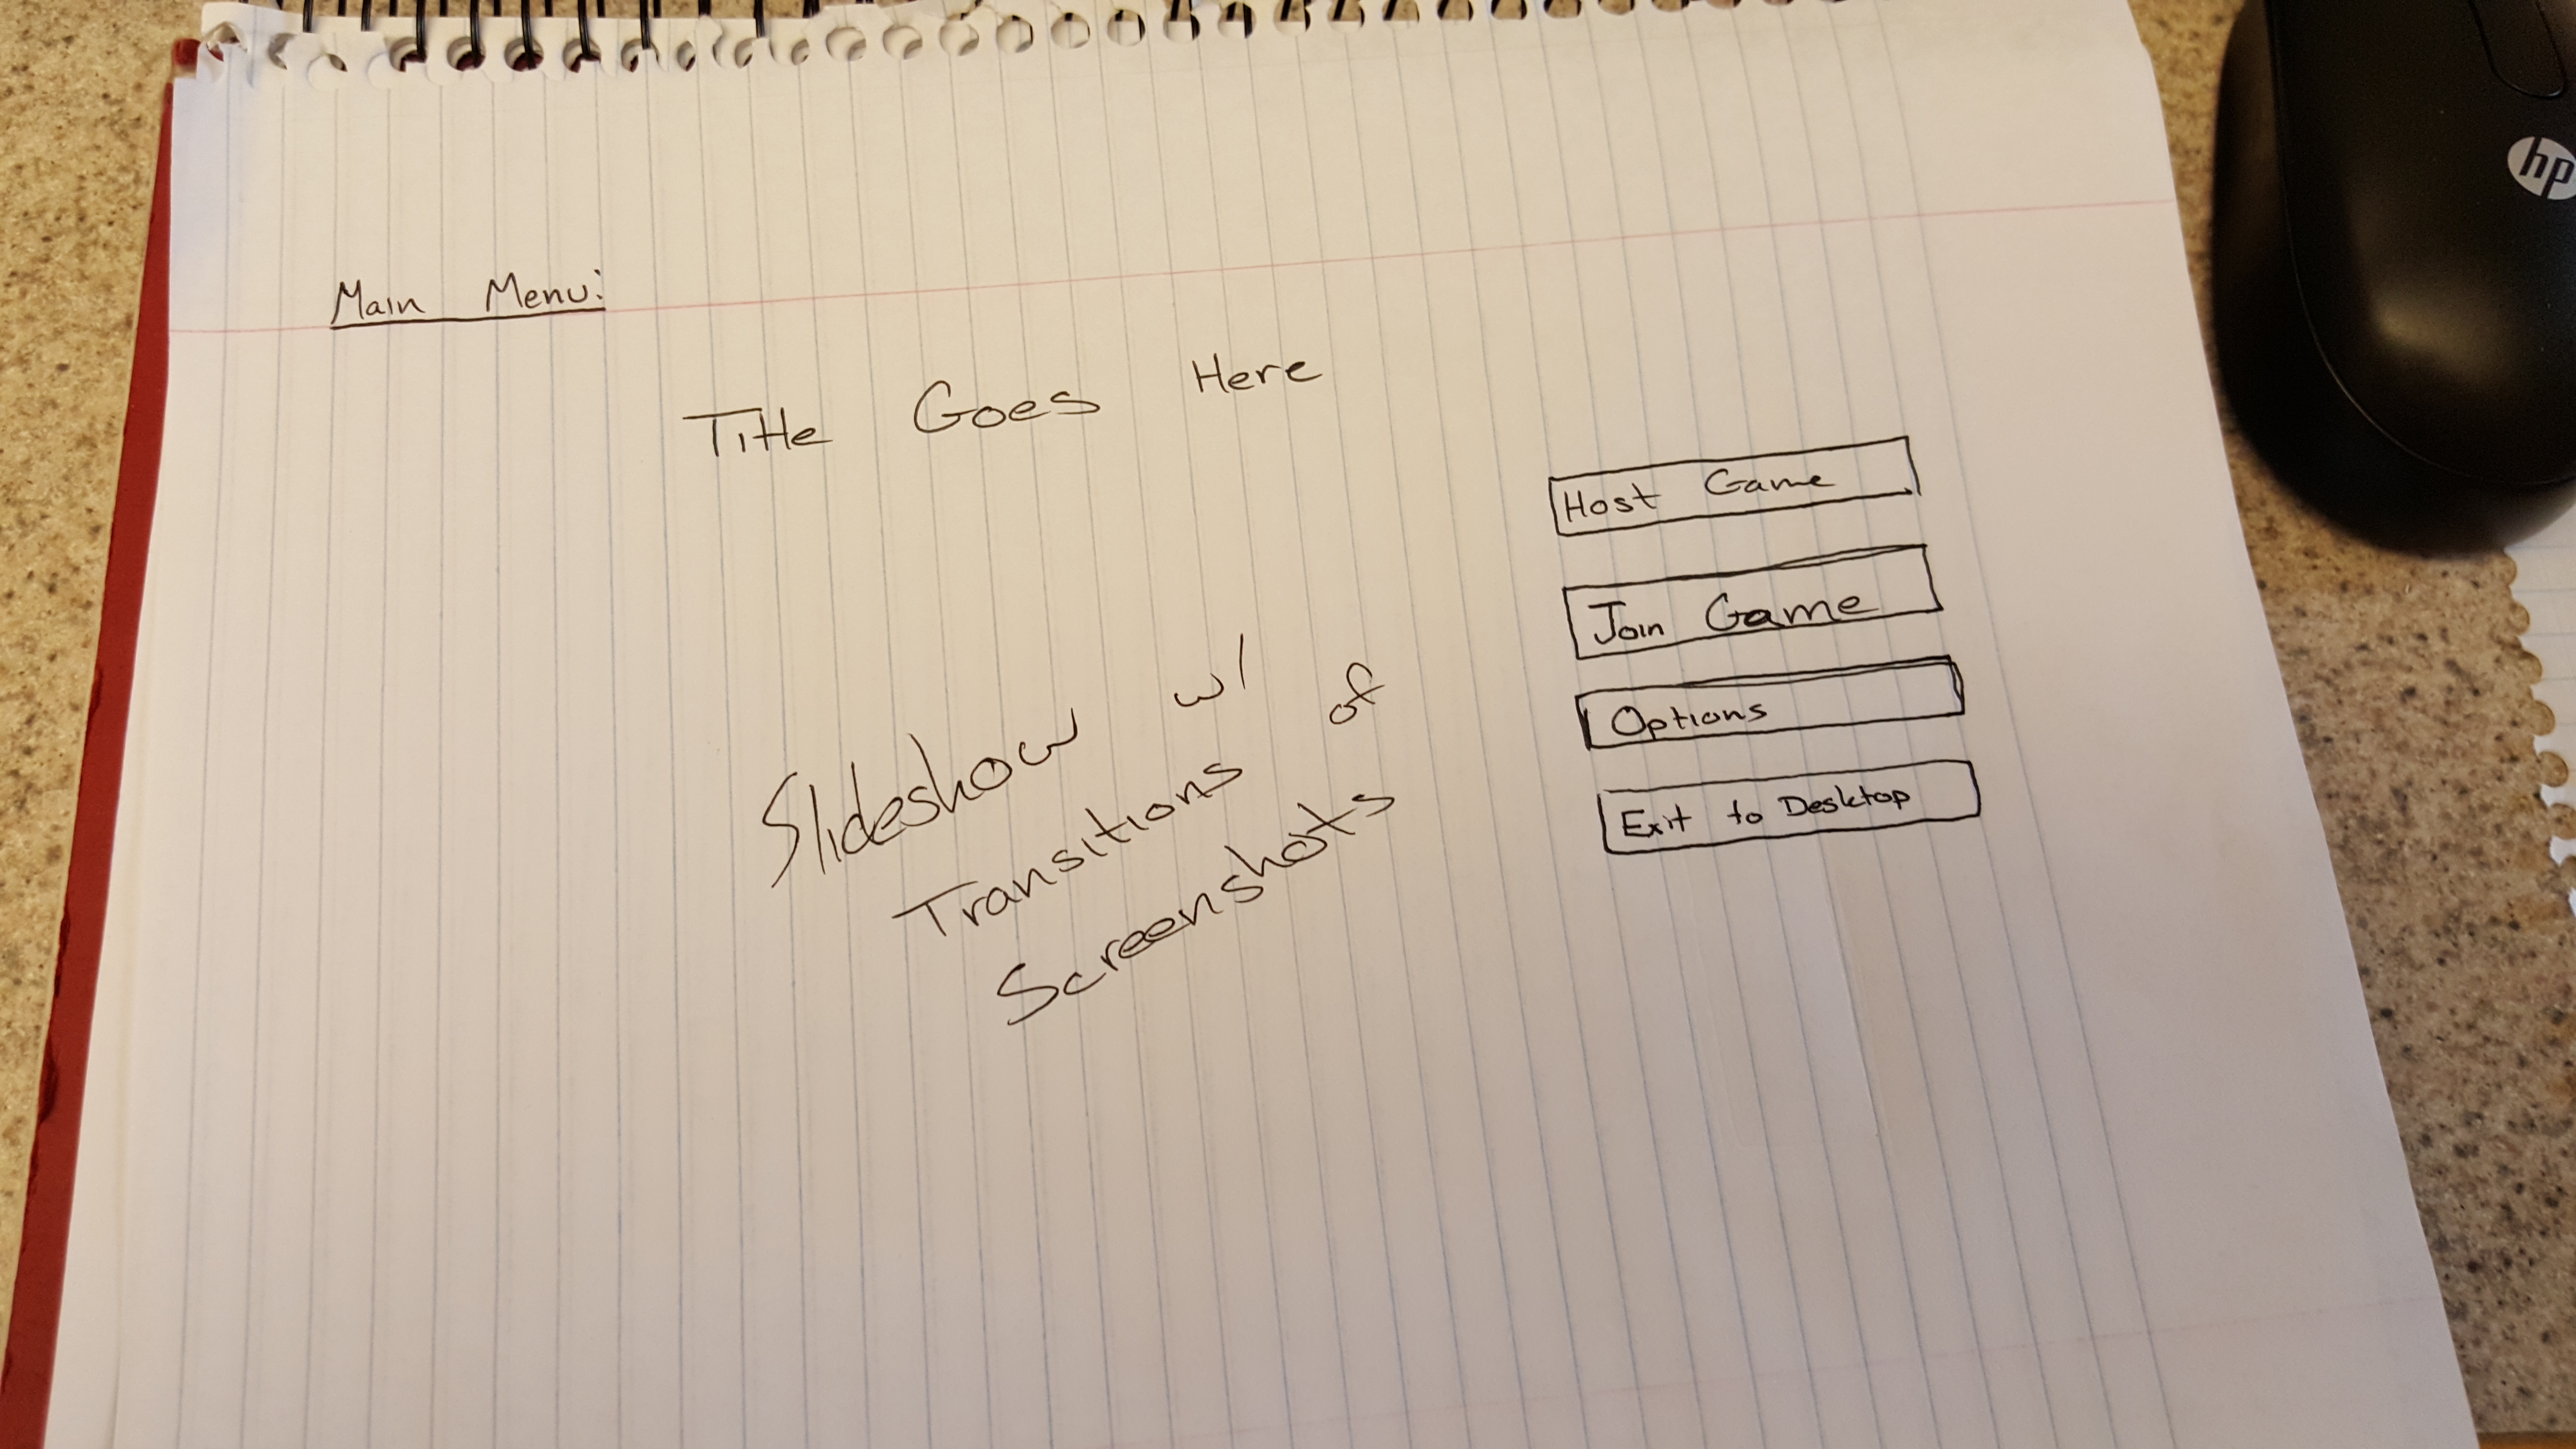 hp
Main Menu:
Title Goes Here
Host Game
Join Game
Options
Exit to Desktop
Slideshow w/
Transitions of
Screenshots